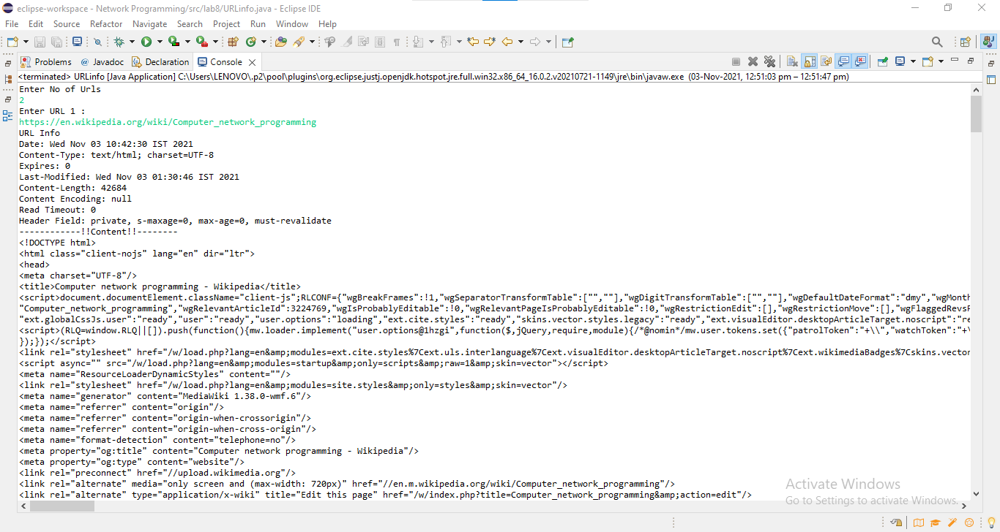 eclipse-workspace - Network Programming/src/lab8/URLinfo.java - Eclipse IDE
File Edit Source Refactor Navigate Search Project Run Window Help
Problems @ Javadoc Declaration Console
<terminated> URLinfo [Java Application] C:\Users\LENOVO\.p2\pool\plugins\org.eclipse.justj.openjdk.hotspot.jre.full.win32.x86_64_16.0.2.v20210721-1149\jre\bin\javaw.exe (03-Nov-2021, 12:51:03 pm – 12:51:47 pm)
Enter No of Urls
2
Enter URL 1 :
https://en.wikipedia.org/wiki/Computer_network_programming
URL Info
Date: Wed Nov 03 10:42:30 IST 2021
Content-Type: text/html; charset=UTF-8
Expires: 0
Last-Modified: Wed Nov 03 01:30:46 IST 2021
Content-Length: 42684
Content Encoding: null
Read Timeout: 0
Header Field: private, s-maxage=0, max-age=0, must-revalidate
------------!!Content!!--------
<!DOCTYPE html>
<html class="client-nojs" lang="en" dir="ltr">
<head>
<meta charset="UTF-8"/>
<title>Computer network programming - Wikipedia</title>
<script>document.documentElement.className="client-js";RLCONF={"wgBreakFrames":!1,"wgSeparatorTransformTable":["",""],"wgDigitTransformTable":["",""],"wgDefaultDateFormat":"dmy","wgMonth
"Computer_network_programming","wgRelevantArticleId":3224769,"wgIsProbablyEditable":!0,"wgRelevantPageIsProbablyEditable":!0,"wgRestrictionEdit":[],"wgRestrictionMove":[],"wgFlaggedRevsP
"ext.globalCssJs.user":"ready","user":"ready","user.options":"loading","ext.cite.styles":"ready","skins.vector.styles.legacy":"ready","ext.visualEditor.desktopArticleTarget.noscript":"re
<script>(RLQ=window.RLQ||[]).push(function(){mw.loader.implement("user.options@1hzgi",function($,jQuery,require,module){/*@nomin*/mw.user.tokens.set({"patrolToken":"+\\","watchToken":"+\
});});</script>
<link rel="stylesheet" href="/w/load.php?lang=en&amp;modules=ext.cite.styles%7Cext.uls.interlanguage%7Cext.visualEditor.desktopArticleTarget.noscript%7Cext.wikimediaBadges%7Cskins.vector
<script async="" src="/w/load.php?lang=en&amp;modules=startup&amp;only=scripts&amp;raw=1&amp;skin=vector"></script>
<meta name="ResourceLoaderDynamicStyles" content=""/>
<link rel="stylesheet" href="/w/load.php?lang=en&amp;modules=site.styles&amp;only=styles&amp;skin=vector"/>
<meta name="generator" content="MediaWiki 1.38.0-wmf.6"/>
<meta name="referrer" content="origin"/>
<meta name="referrer" content="origin-when-crossorigin"/>
<meta name="referrer" content="origin-when-cross-origin"/>
<meta name="format-detection" content="telephone=no"/>
<meta property="og:title" content="Computer network programming - Wikipedia"/>
<meta property="og:type" content="website"/>
<link rel="preconnect" href="//upload.wikimedia.org"/>
<link rel="alternate" media="only screen and (max-width: 720px)" href="//en.m.wikipedia.org/wiki/Computer_network_programming"/>
<link rel="alternate" type="application/x-wiki" title="Edit this page" href="/w/index.php?title=Computer_network_programming&amp;action=edit"/>
Activate Windows
Go to Settings to activate Windows.